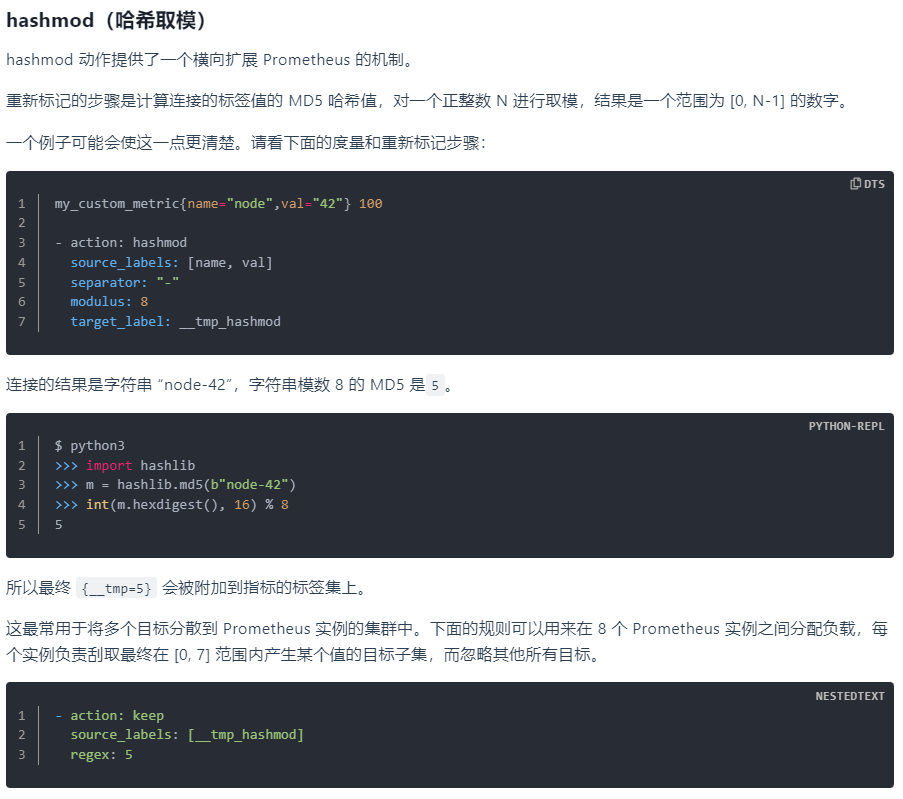 hashmod（哈希取模）
hashmod 动作提供了一个横向扩展 Prometheus 的机制。
重新标记的步骤是计算连接的标签值的 MD5 哈希值，对一个正整数 N 进行取模，结果是一个范围为 [0, N-1] 的数字。
一个例子可能会使这一点更清楚。请看下面的度量和重新标记步骤：
DTS
1 my_custom_metric{name="node",val="42"} 100
2
3 - action: hashmod
4   source_labels: [name, val]
5   separator: "-"
6   modulus: 8
7   target_label: __tmp_hashmod
连接的结果是字符串 “node-42”，字符串模数 8 的 MD5 是 5 。
PYTHON-REPL
1 $ python3
2 >>> import hashlib
3 >>> m = hashlib.md5(b"node-42")
4 >>> int(m.hexdigest(), 16) % 8
5 5
所以最终 {__tmp=5} 会被附加到指标的标签集上。
这最常用于将多个目标分散到 Prometheus 实例的集群中。下面的规则可以用来在 8 个 Prometheus 实例之间分配负载，每
个实例负责刮取最终在 [0, 7] 范围内产生某个值的目标子集，而忽略其他所有目标。
NESTEDTEXT
1 - action: keep
2   source_labels: [__tmp_hashmod]
3   regex: 5